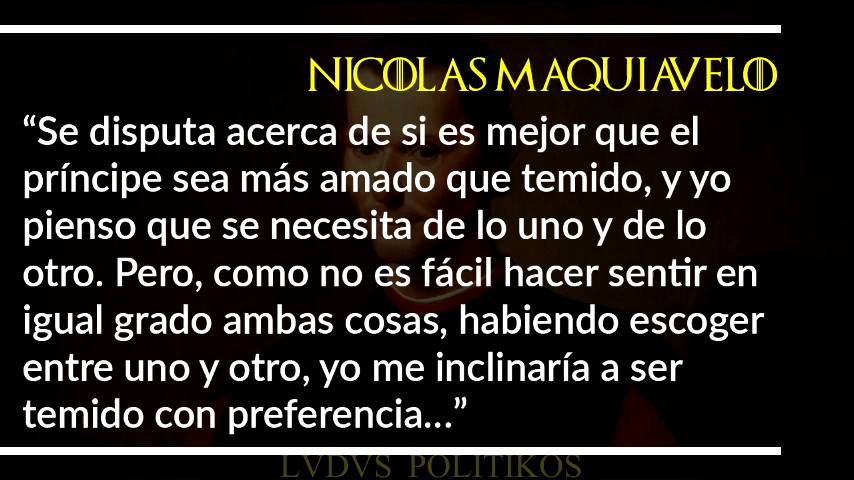 NICOLAS MAQUIAVELO
“Se disputa acerca de si es mejor que el
príncipe sea más amado que temido, y yo
pienso que se necesita de lo uno y de lo
otro. Pero, como no es fácil hacer sentir en
igual grado ambas cosas, habiendo escoger
entre uno y otro, yo me inclinaría a ser
temido con preferencia...”
LVDVS POLITIKOS